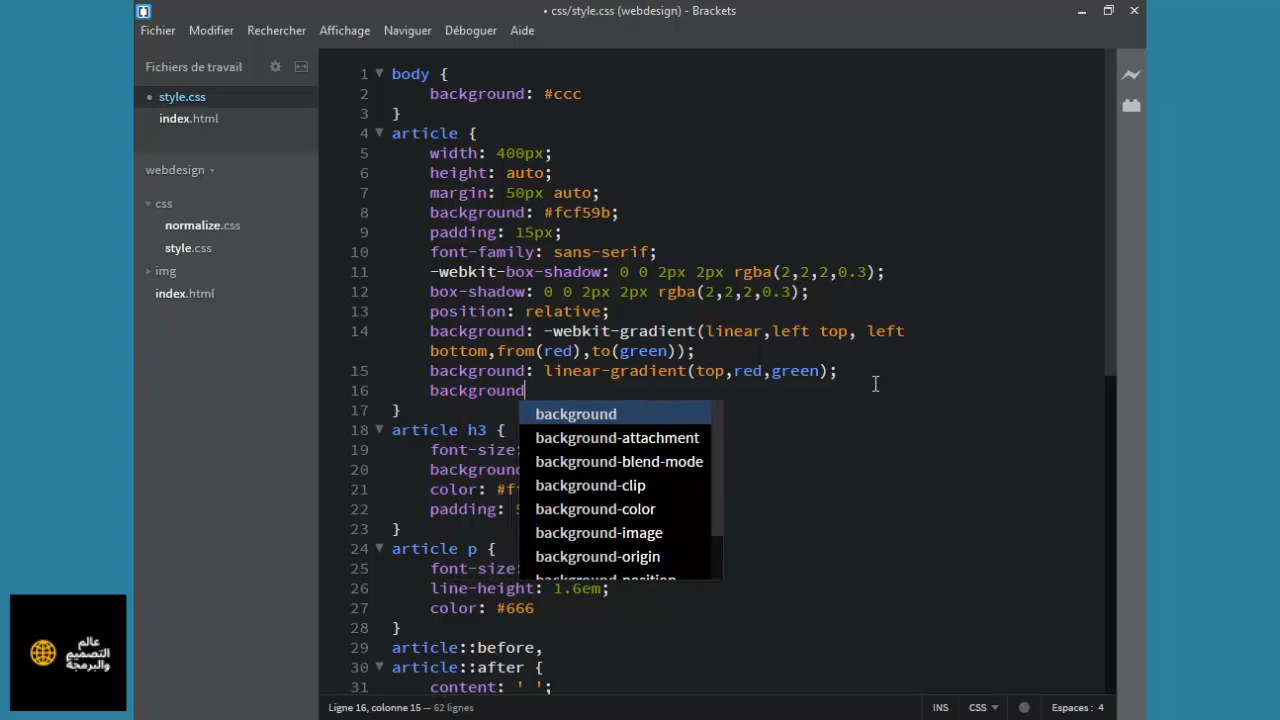 • css/style.css (webdesign) - Brackets
Fichier Modifier Rechercher Affichage Naviguer Déboguer Aide
Fichiers de travail
• style.css
index.html
webdesign
css
normalize.css
style.css
img
index.html
1 body {
2 background: #ccc
3 }
4 article {
5 width: 400px;
6 height: auto;
7 margin: 50px auto;
8 background: #fcf59b;
9 padding: 15px;
10 font-family: sans-serif;
11 -webkit-box-shadow: 0 0 2px 2px rgba(2,2,2,0.3);
12 box-shadow: 0 0 2px 2px rgba(2,2,2,0.3);
13 position: relative;
14 background: -webkit-gradient(linear,left top, left
bottom,from(red),to(green));
15 background: linear-gradient(top,red,green);
16 background
17 }
18 article h3 {
19 font-size:
20 background
21 color:
22 padding:
23 }
24 article p {
25 font-size:
26 line-height: 1.6em;
27 color: #666
28 }
29 article::before,
30 article::after {
31 content: ' ';
background
background-attachment
background-blend-mode
background-clip
background-color
background-image
background-origin
background-position
عالم
التصميم
والبرمجة
Ligne 16, colonne 15 — 62 lignes
INS CSS Espaces : 4